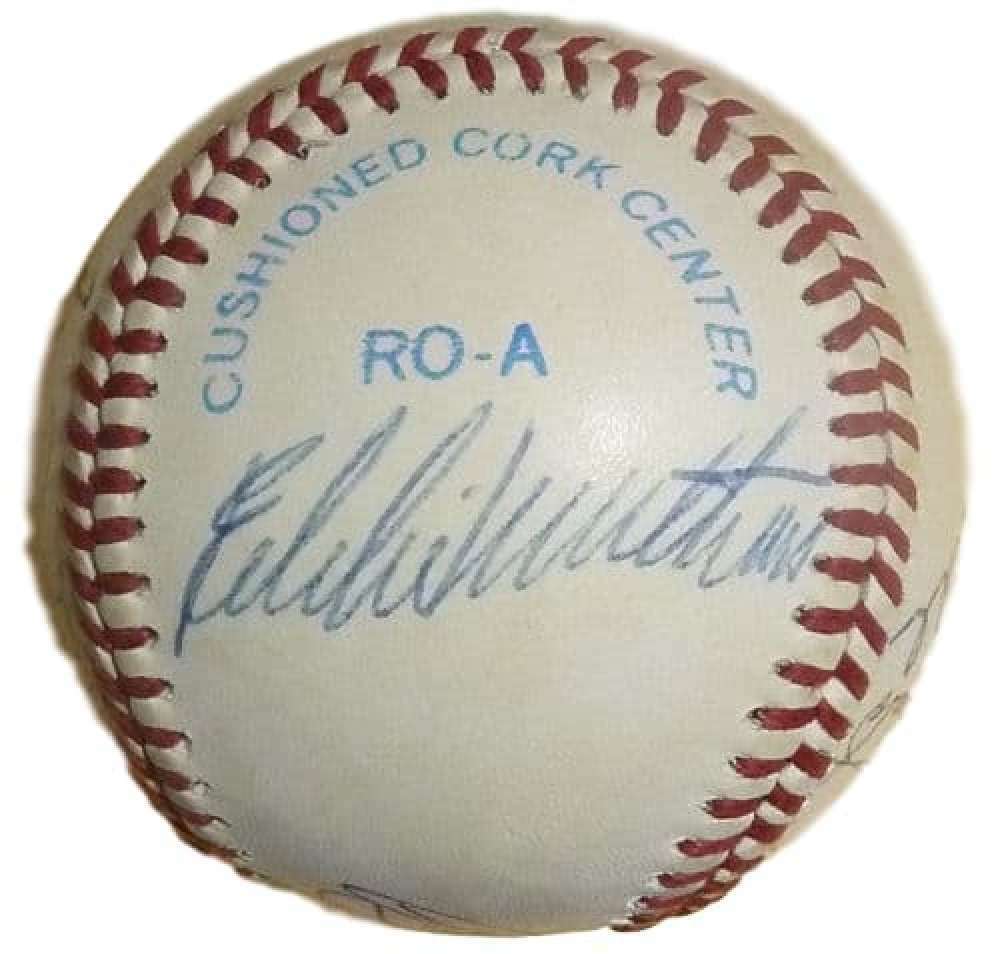 CUSHIONED CORK CENTER
RO-A
Eddie Mathews